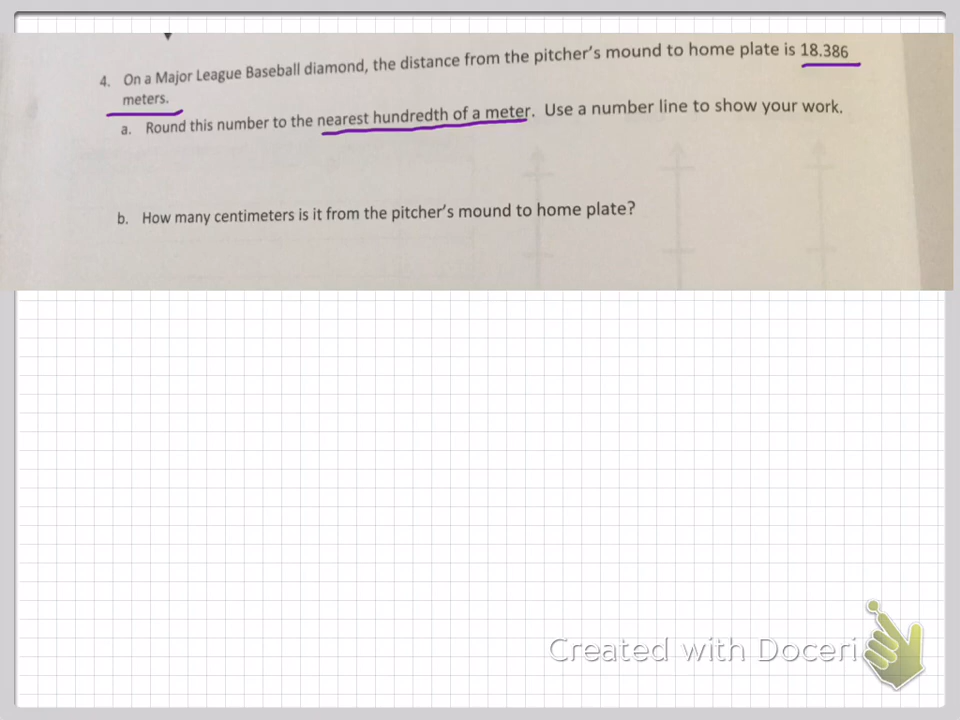 4. On a Major League Baseball diamond, the distance from the pitcher's mound to home plate is 18.386
meters.
a. Round this number to the nearest hundredth of a meter. Use a number line to show your work.
b. How many centimeters is it from the pitcher's mound to home plate?
Created with Doceri